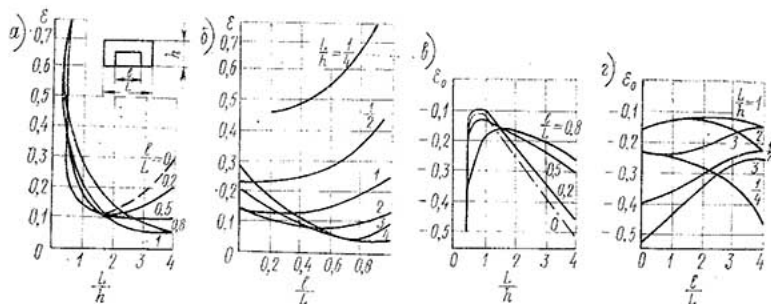 а) ε
0,7
0,6
0,5
0,4
0,3
0,2
0,1
0
h
ℓ
L
ℓ/L = 0
0,2
0,5
0,8
1
1 2 3 4
L/h
б) ε
0,7
0,6
0,5
0,4
0,3
0,2
0,1
0
L/h = 1/4
1/2
1
2
3
4
0,2 0,4 0,6 0,8
ℓ/L
в) ε₀
-0,1
-0,2
-0,3
-0,4
-0,5
ℓ/L = 0,8
0,5
0,2
0
0 1 2 3 4
L/h
г) ε₀
-0,1
-0,2
-0,3
-0,4
-0,5
L/h = 1
2
3
3
1/4
0 1 2 3 4
ℓ/L